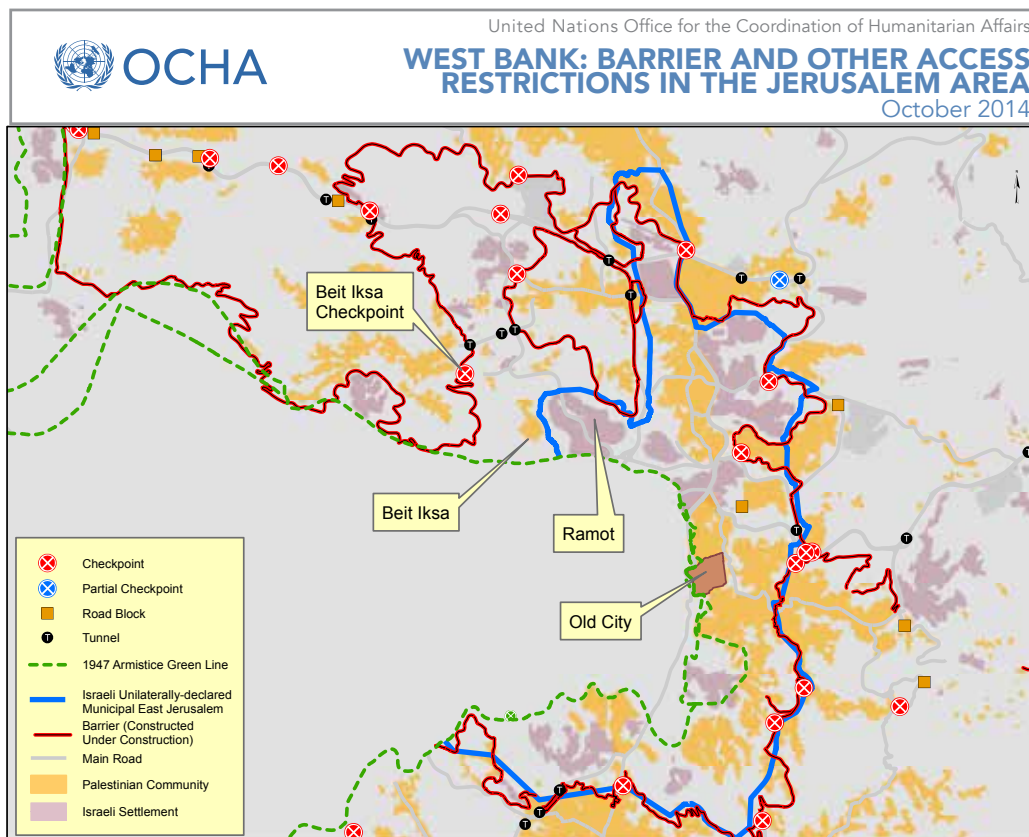 United Nations Office for the Coordination of Humanitarian Affairs
OCHA
WEST BANK: BARRIER AND OTHER ACCESS
RESTRICTIONS IN THE JERUSALEM AREA
October 2014
Beit Iksa
Checkpoint
Beit Iksa
Ramot
Old City
Checkpoint
Partial Checkpoint
Road Block
T
Tunnel
1947 Armistice Green Line
Israeli Unilaterally-declared
Municipal East Jerusalem
Barrier (Constructed
Under Construction)
Main Road
Palestinian Community
Israeli Settlement